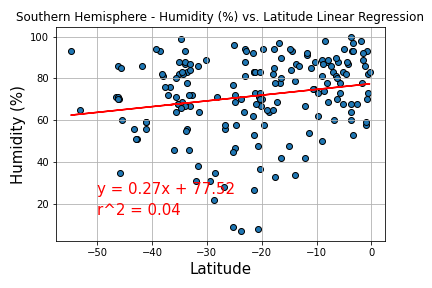 Southern Hemisphere - Humidity (%) vs. Latitude Linear Regression
100
80
60
40
20
Humidity (%)
y = 0.27x + 77.52
r^2 = 0.04
−50
−40
−30
−20
−10
0
Latitude